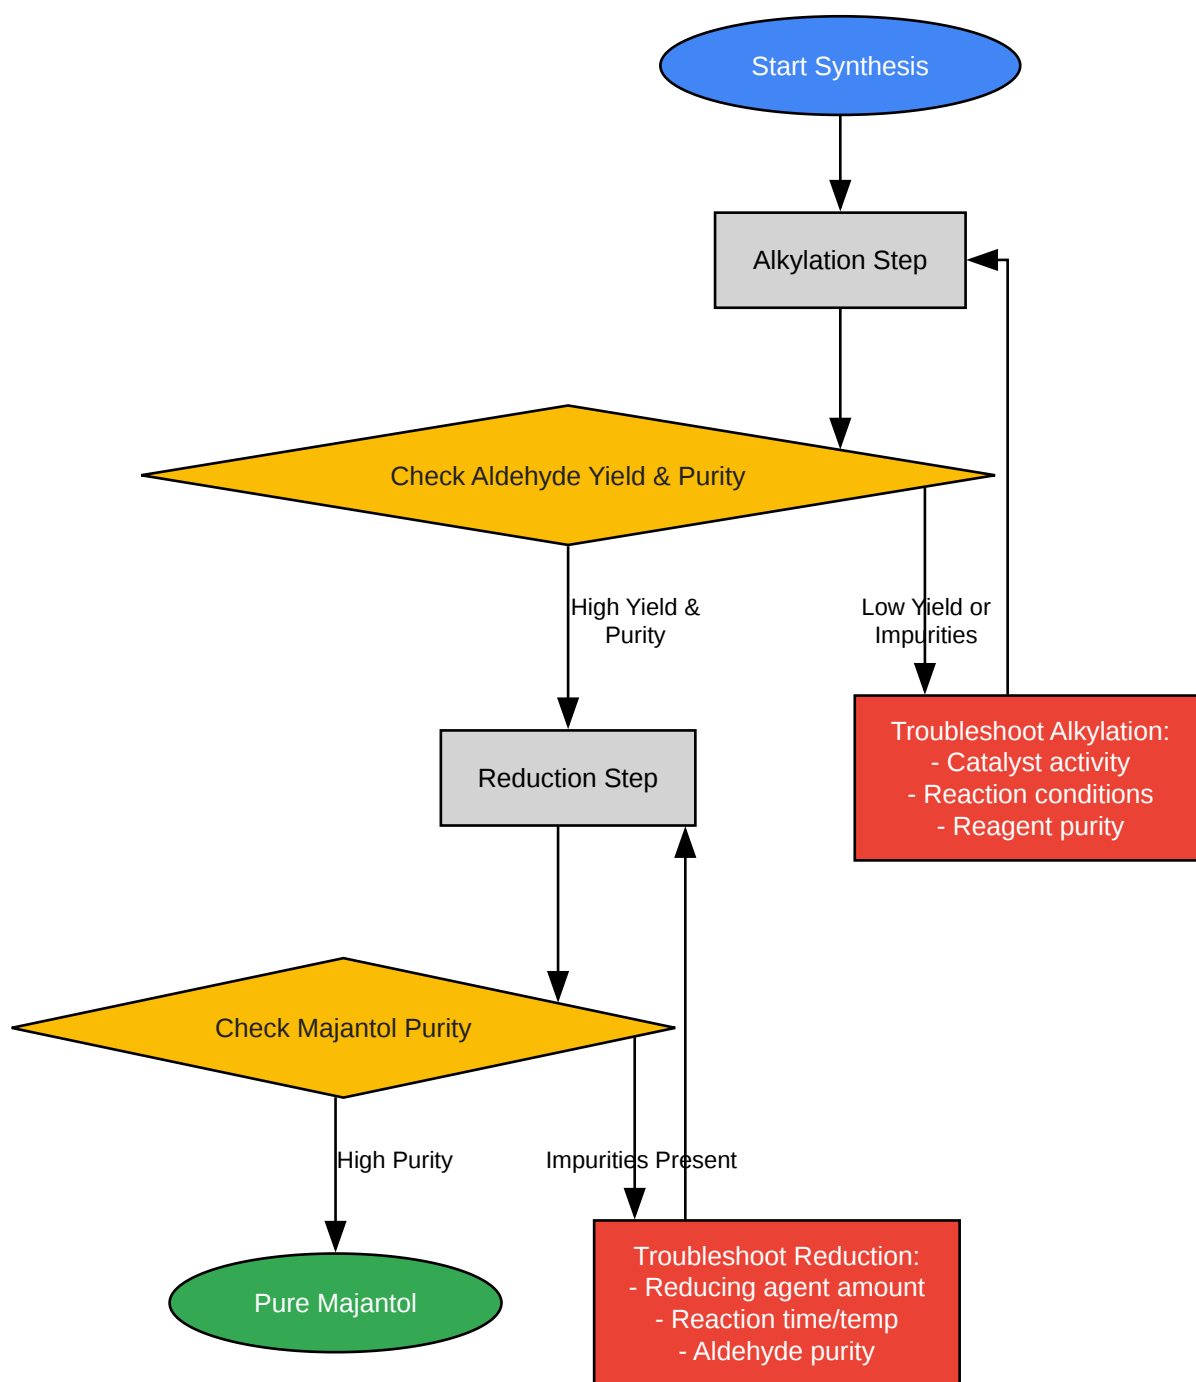 Start Synthesis
Alkylation Step
Check Aldehyde Yield & Purity
High Yield &
Purity
Low Yield or
Impurities
Troubleshoot Alkylation:
- Catalyst activity
- Reaction conditions
- Reagent purity
Reduction Step
Check Majantol Purity
High Purity
Impurities Present
Troubleshoot Reduction:
- Reducing agent amount
- Reaction time/temp
- Aldehyde purity
Pure Majantol